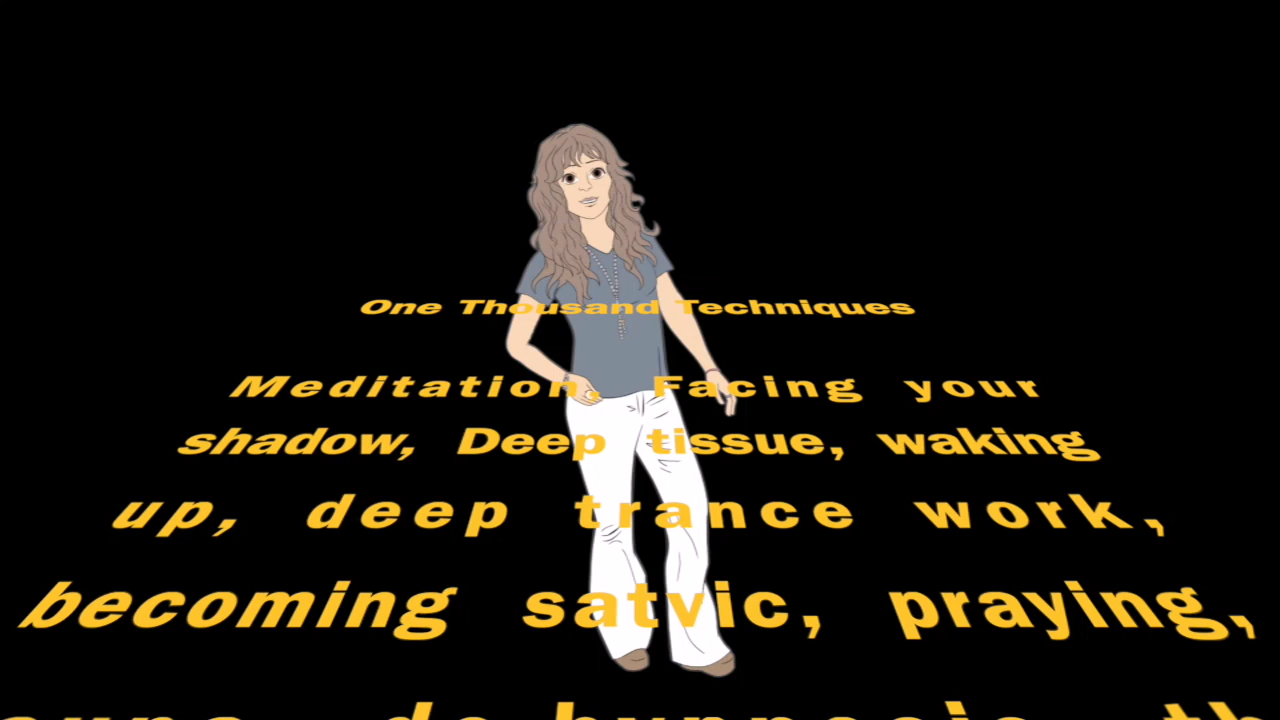 One Thousand Techniques
Meditation, Facing your
shadow, Deep tissue, waking
up, deep trance work,
becoming satvic, praying,